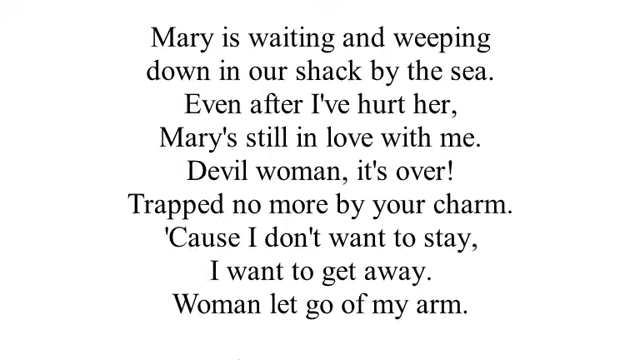 Mary is waiting and weeping
down in our shack by the sea.
Even after I've hurt her,
Mary's still in love with me.
Devil woman, it's over!
Trapped no more by your charm.
'Cause I don't want to stay,
I want to get away.
Woman let go of my arm.